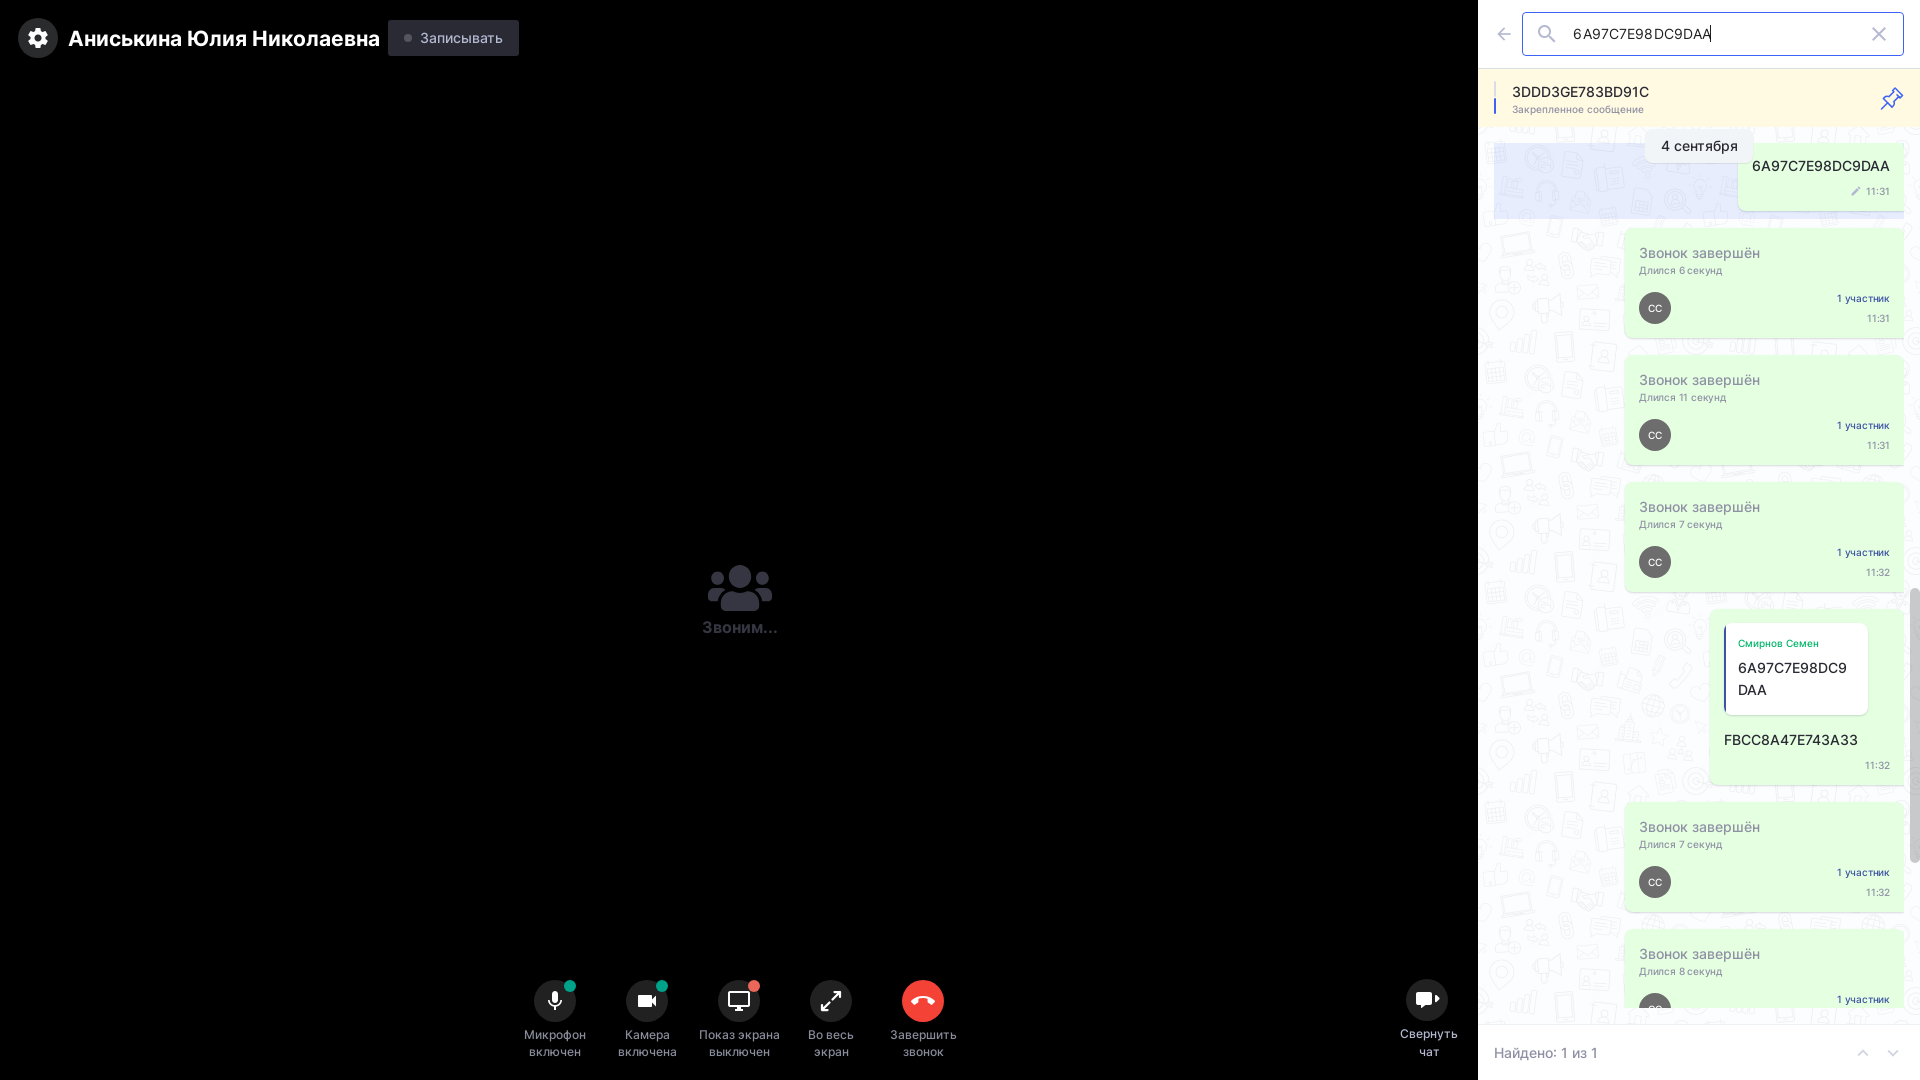 Аниськина Юлия Николаевна
Записывать
Звоним...
Микрофон
включен
Камера
включена
Показ экрана
выключен
Во весь
экран
Завершить
звонок
Свернуть
чат
6A97C7E98DC9DAA
3DDD3GE783BD91C
Закрепленное сообщение
4 сентября
6A97C7E98DC9DAA
11:31
Звонок завершён
Длился 6 секунд
СС
1 участник
11:31
Звонок завершён
Длился 11 секунд
СС
1 участник
11:31
Звонок завершён
Длился 7 секунд
СС
1 участник
11:32
Смирнов Семен
6A97C7E98DC9
DAA
FBCC8A47E743A33
11:32
Звонок завершён
Длился 7 секунд
СС
1 участник
11:32
Звонок завершён
Длился 8 секунд
СС
1 участник
Найдено: 1 из 1